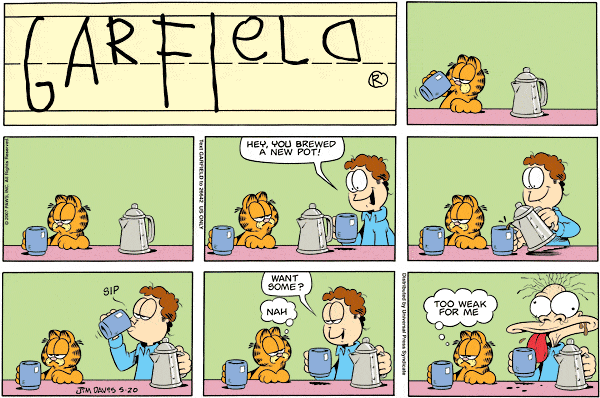 GARFIELD
®
© 2007 PAWS, INC. All Rights Reserved.
Text GARFIELD to 26642 US ONLY
HEY, YOU BREWED
A NEW POT!
SIP
JIM DAVIS 5-20
WANT
SOME?
NAH
Distributed by Universal Press Syndicate
TOO WEAK
FOR ME